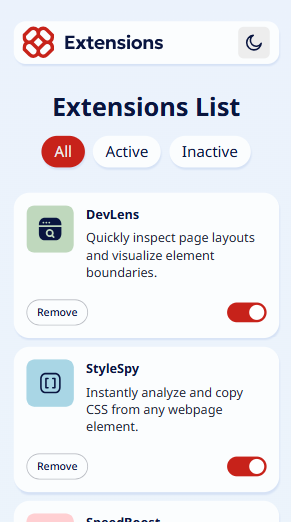 Extensions
Extensions List
All
Active
Inactive
DevLens
Quickly inspect page layouts
and visualize element
boundaries.
Remove
StyleSpy
Instantly analyze and copy
CSS from any webpage
element.
Remove
SpeedBoost